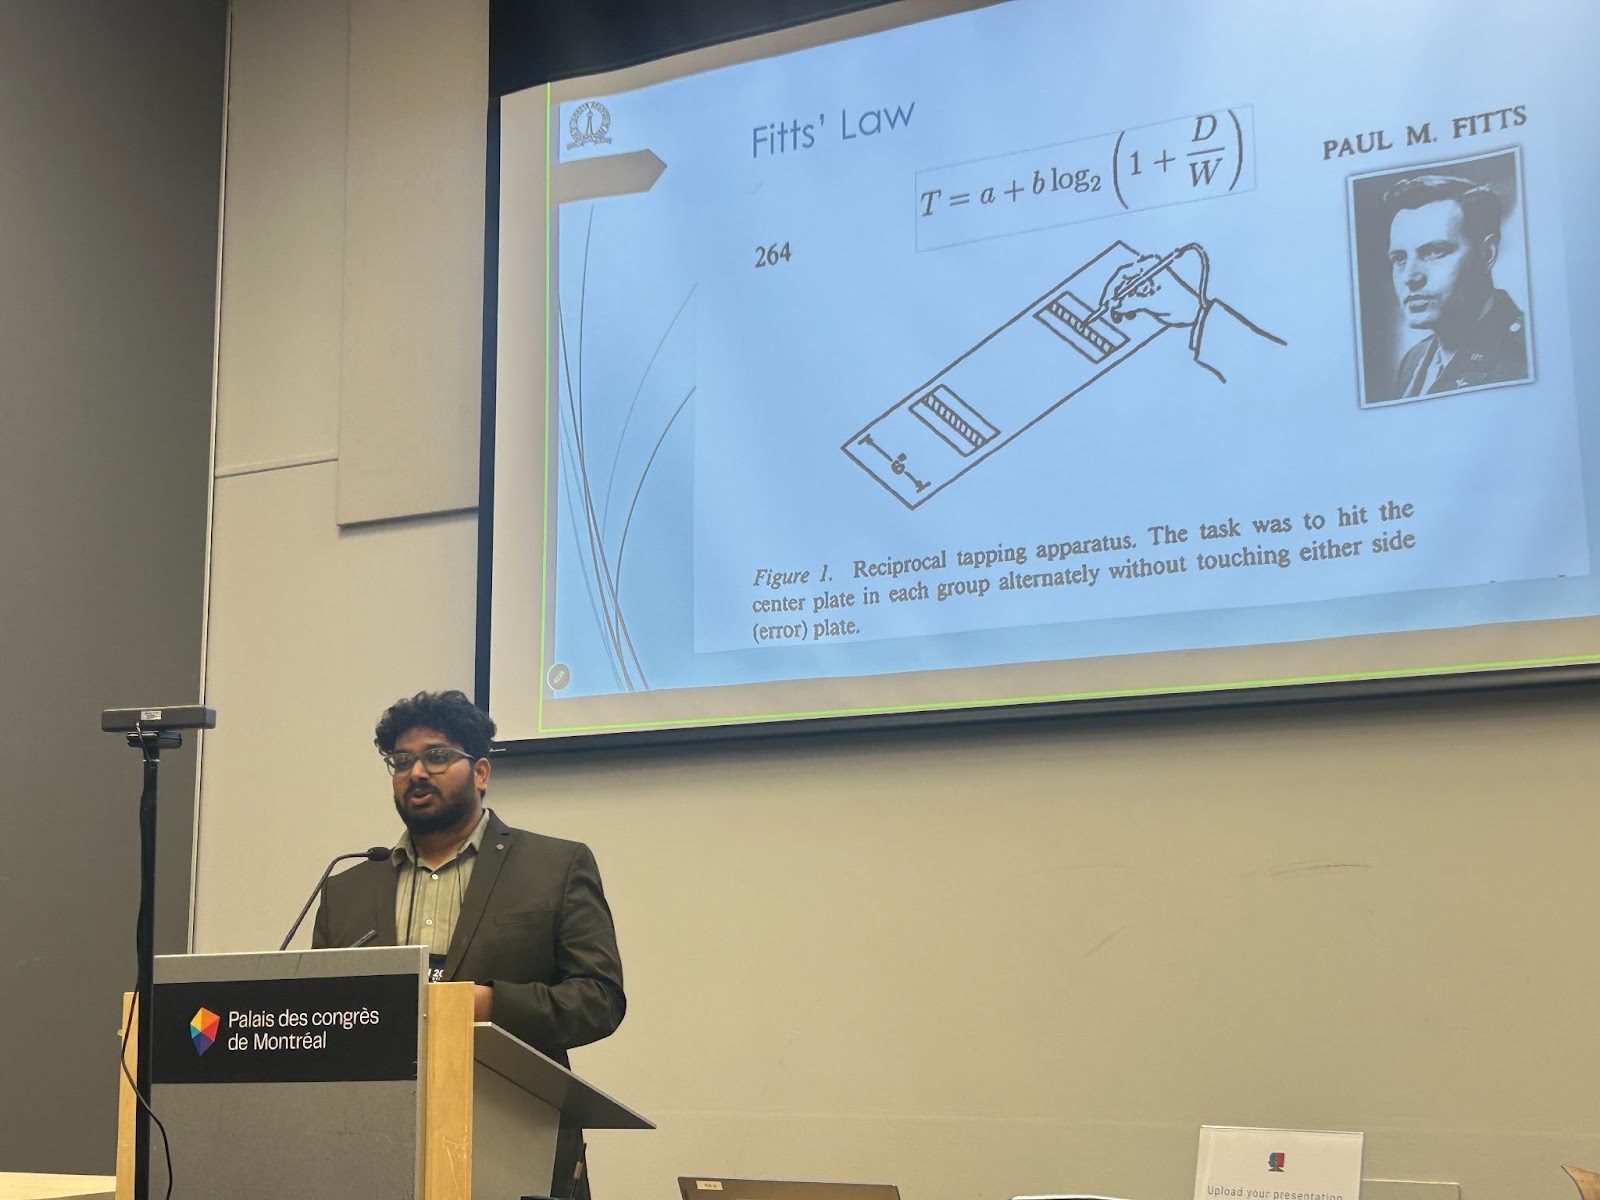 Fitts' Law
T = a + b log₂ (1 + D/W)
PAUL M. FITTS
264
6"
Figure 1. Reciprocal tapping apparatus. The task was to hit the
center plate in each group alternately without touching either side
(error) plate.
Palais des congrès
de Montréal
Upload your presentation